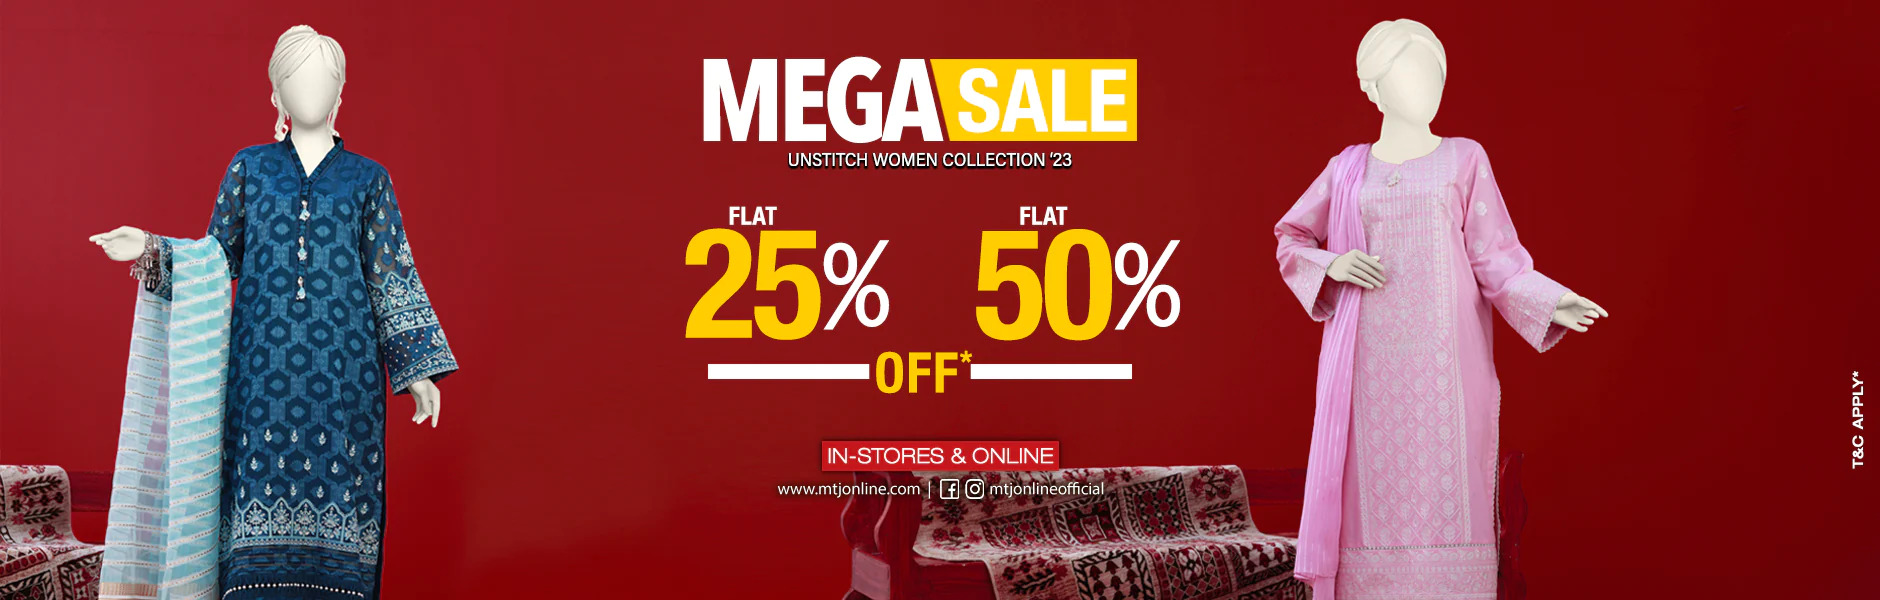 MEGA SALE
UNSTITCH WOMEN COLLECTION '23
FLAT FLAT
25% 50%
OFF*
IN-STORES & ONLINE
www.mtjonline.com | mtjonlineofficial
T&C APPLY*